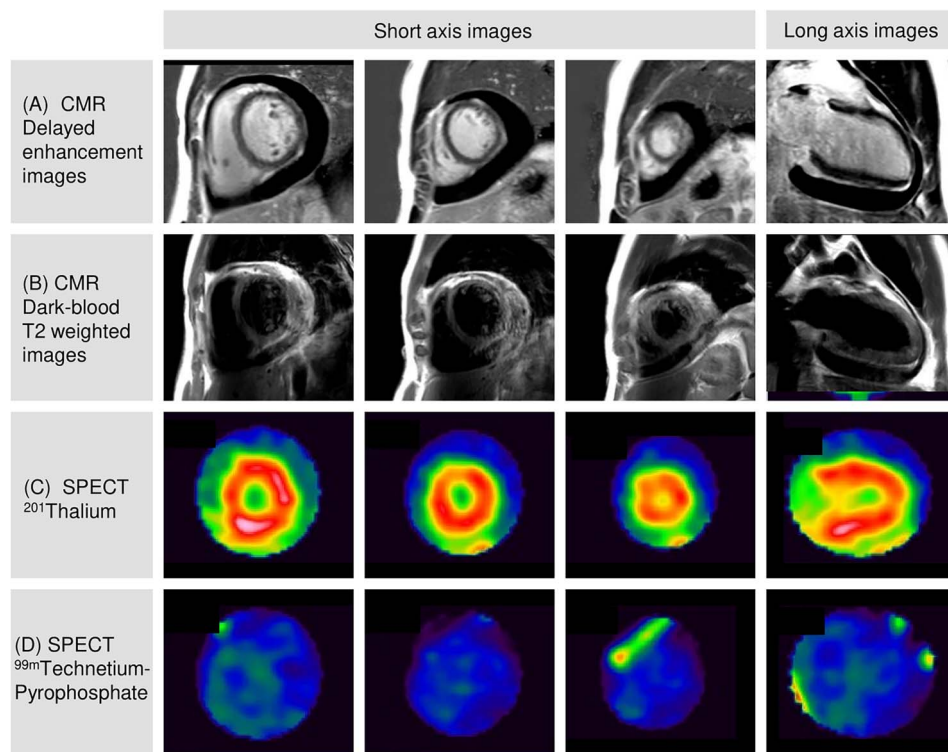 Short axis images
Long axis images
(A) CMR
Delayed
enhancement
images
(B) CMR
Dark-blood
T2 weighted
images
(C) SPECT
²⁰¹Thalium
(D) SPECT
⁹⁹ᵐTechnetium-
Pyrophosphate